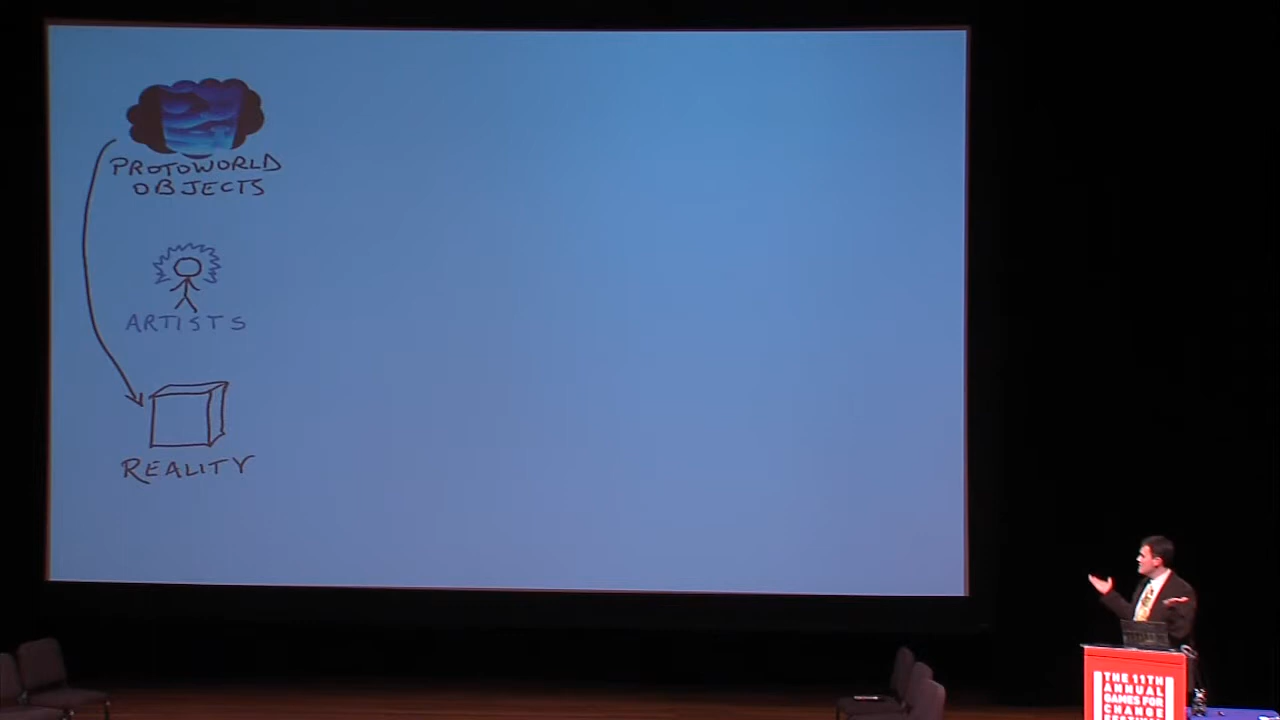 PROTOWORLD
OBJECTS
ARTISTS
REALITY
THE 11TH
ANNUAL
GAMES FOR
CHANGE